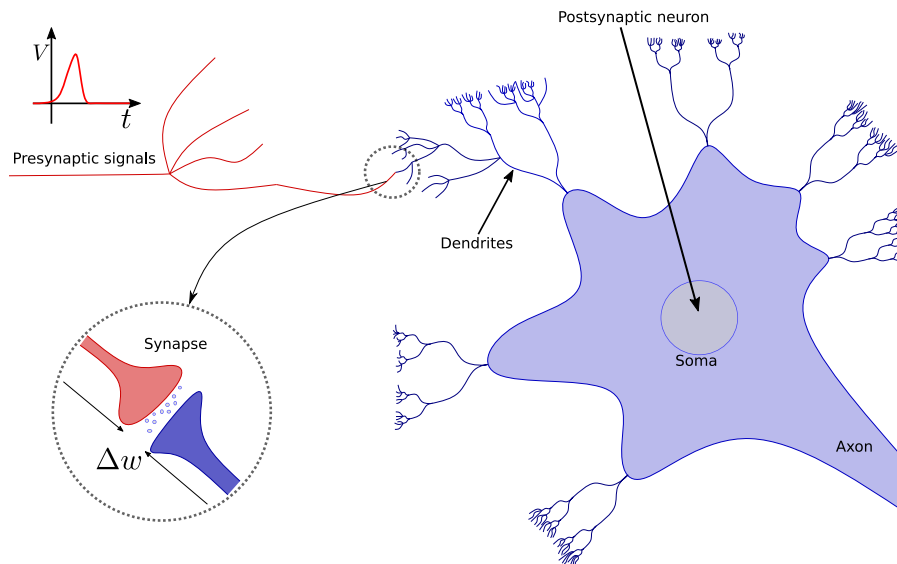 Postsynaptic neuron
V
t
Presynaptic signals
Dendrites
Synapse
Soma
Δw
Axon